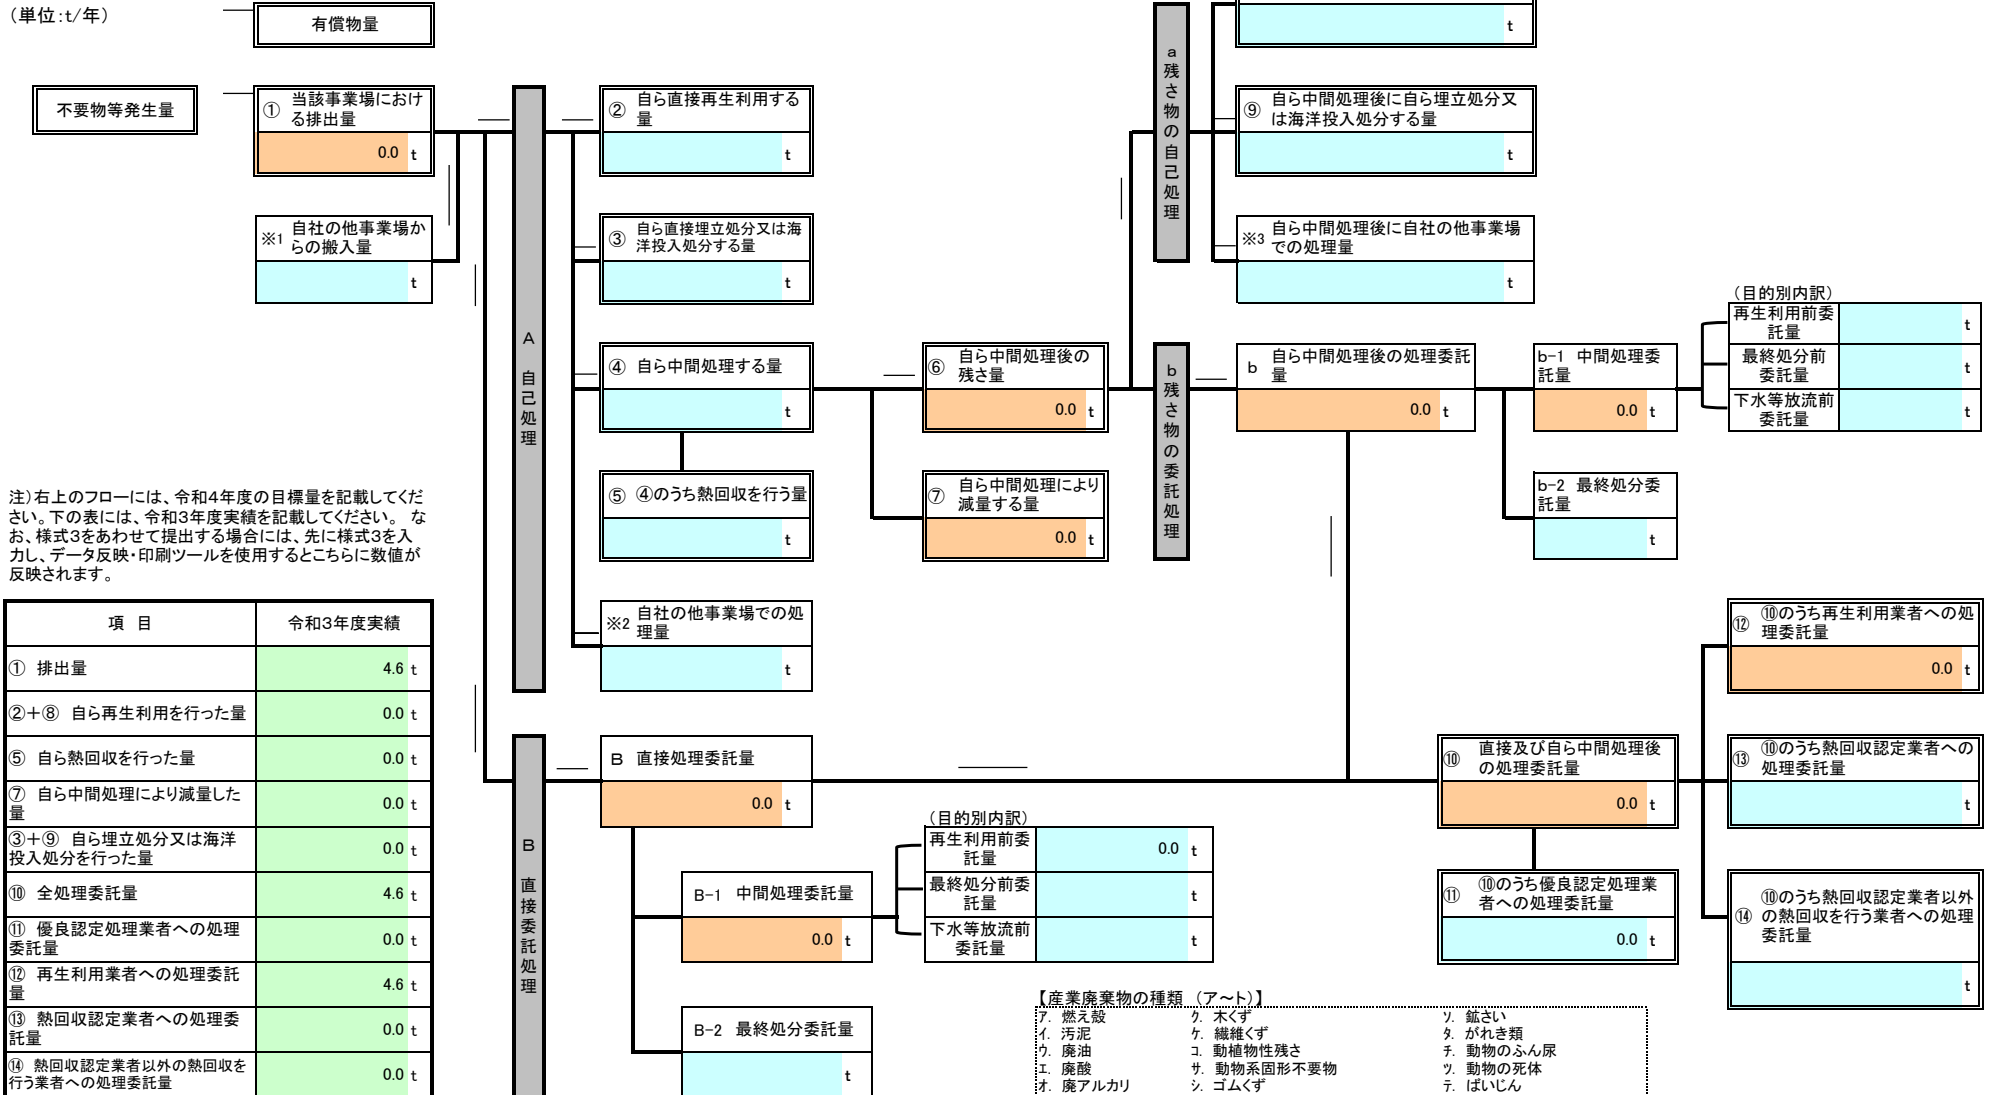 （単位：t/年）
有償物量
不要物等発生量
① 当該事業場におけ
る排出量
0.0 t
※1 自社の他事業場か
らの搬入量
t
A 自己処理
② 自ら直接再生利用する
量
t
③ 自ら直接埋立処分又は海
洋投入処分する量
t
④ 自ら中間処理する量
t
⑤ ④のうち熱回収を行う量
t
※2 自社の他事業場での処
理量
t
⑥ 自ら中間処理後の
残さ量
0.0 t
⑦ 自ら中間処理により
減量する量
0.0 t
a 残さ物の自己処理
t
⑨ 自ら中間処理後に自ら埋立処分又
は海洋投入処分する量
t
※3 自ら中間処理後に自社の他事業場
での処理量
t
b 残さ物の委託処理
b 自ら中間処理後の処理委託
量
0.0 t
b-1 中間処理委
託量
0.0 t
b-2 最終処分委
託量
t
（目的別内訳）
再生利用前委
託量
t
最終処分前
委託量
t
下水等放流前
委託量
t
注）右上のフローには、令和4年度の目標量を記載してくだ
さい。下の表には、令和3年度実績を記載してください。 な
お、様式3をあわせて提出する場合には、先に様式3を入
力し、データ反映・印刷ツールを使用するとこちらに数値が
反映されます。
項 目 令和3年度実績
① 排出量 4.6 t
②＋⑧ 自ら再生利用を行った量 0.0 t
⑤ 自ら熱回収を行った量 0.0 t
⑦ 自ら中間処理により減量した
量 0.0 t
③＋⑨ 自ら埋立処分又は海洋
投入処分を行った量 0.0 t
⑩ 全処理委託量 4.6 t
⑪ 優良認定処理業者への処理
委託量 0.0 t
⑫ 再生利用業者への処理委託
量 4.6 t
⑬ 熱回収認定業者への処理委
託量 0.0 t
⑭ 熱回収認定業者以外の熱回収を
行う業者への処理委託量 0.0 t
B 直接委託処理
B 直接処理委託量
0.0 t
B-1 中間処理委託量
0.0 t
B-2 最終処分委託量
t
（目的別内訳）
再生利用前委
託量
0.0 t
最終処分前委
託量
t
下水等放流前
委託量
t
⑩ 直接及び自ら中間処理後
の処理委託量
0.0 t
⑪ ⑩のうち優良認定処理業
者への処理委託量
0.0 t
⑫ ⑩のうち再生利用業者への処
理委託量
0.0 t
⑬ ⑩のうち熱回収認定業者への
処理委託量
t
⑭ ⑩のうち熱回収認定業者以外
の熱回収を行う業者への処理
委託量
t
【産業廃棄物の種類 （ア～ト）】
ア. 燃え殻 ク. 木くず ソ. 鉱さい
イ. 汚泥 ケ. 繊維くず タ. がれき類
ウ. 廃油 コ. 動植物性残さ チ. 動物のふん尿
エ. 廃酸 サ. 動物系固形不要物 ツ. 動物の死体
オ. 廃アルカリ シ. ゴムくず テ. ばいじん